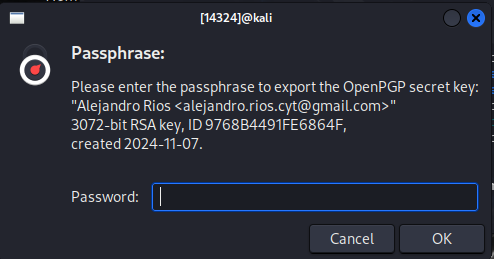 [14324]@kali
Passphrase:
Please enter the passphrase to export the OpenPGP secret key:
"Alejandro Rios <alejandro.rios.cyt@gmail.com>"
3072-bit RSA key, ID 9768B4491FE6864F,
created 2024-11-07.
Password:
Cancel
OK